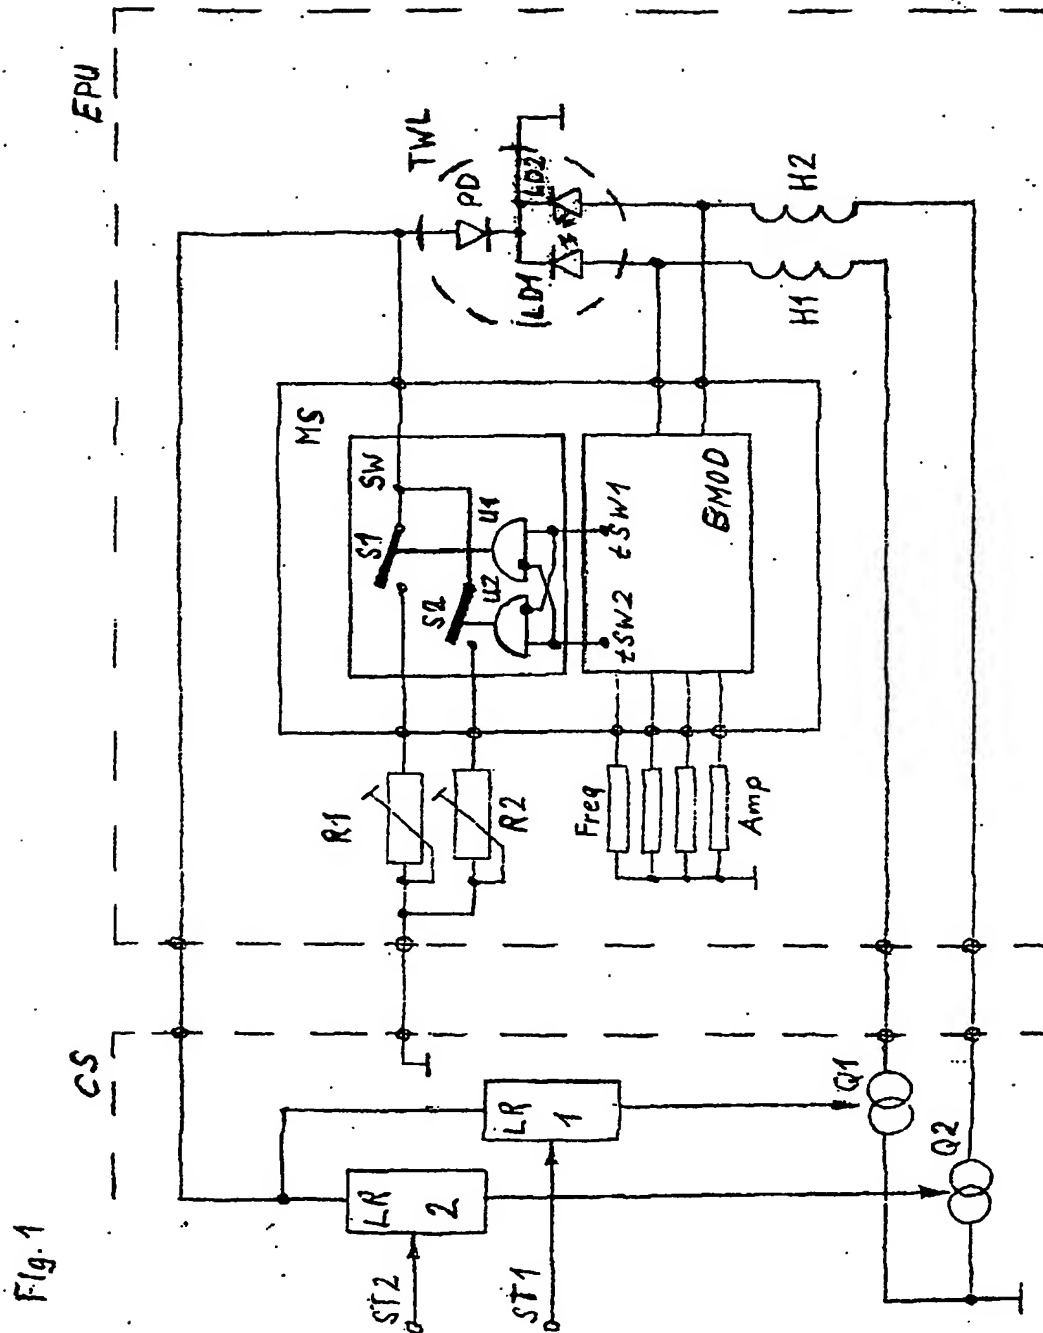 Fig. 1
CS
EPU
ST2
ST1
LR
2
LR
1
Q1
Q2
R1
R2
Freq
Amp
MS
SW
S1
S2
U1
U2
tSW1
tSW2
BMOD
TWL
PD
LD1
LD2
H1
H2